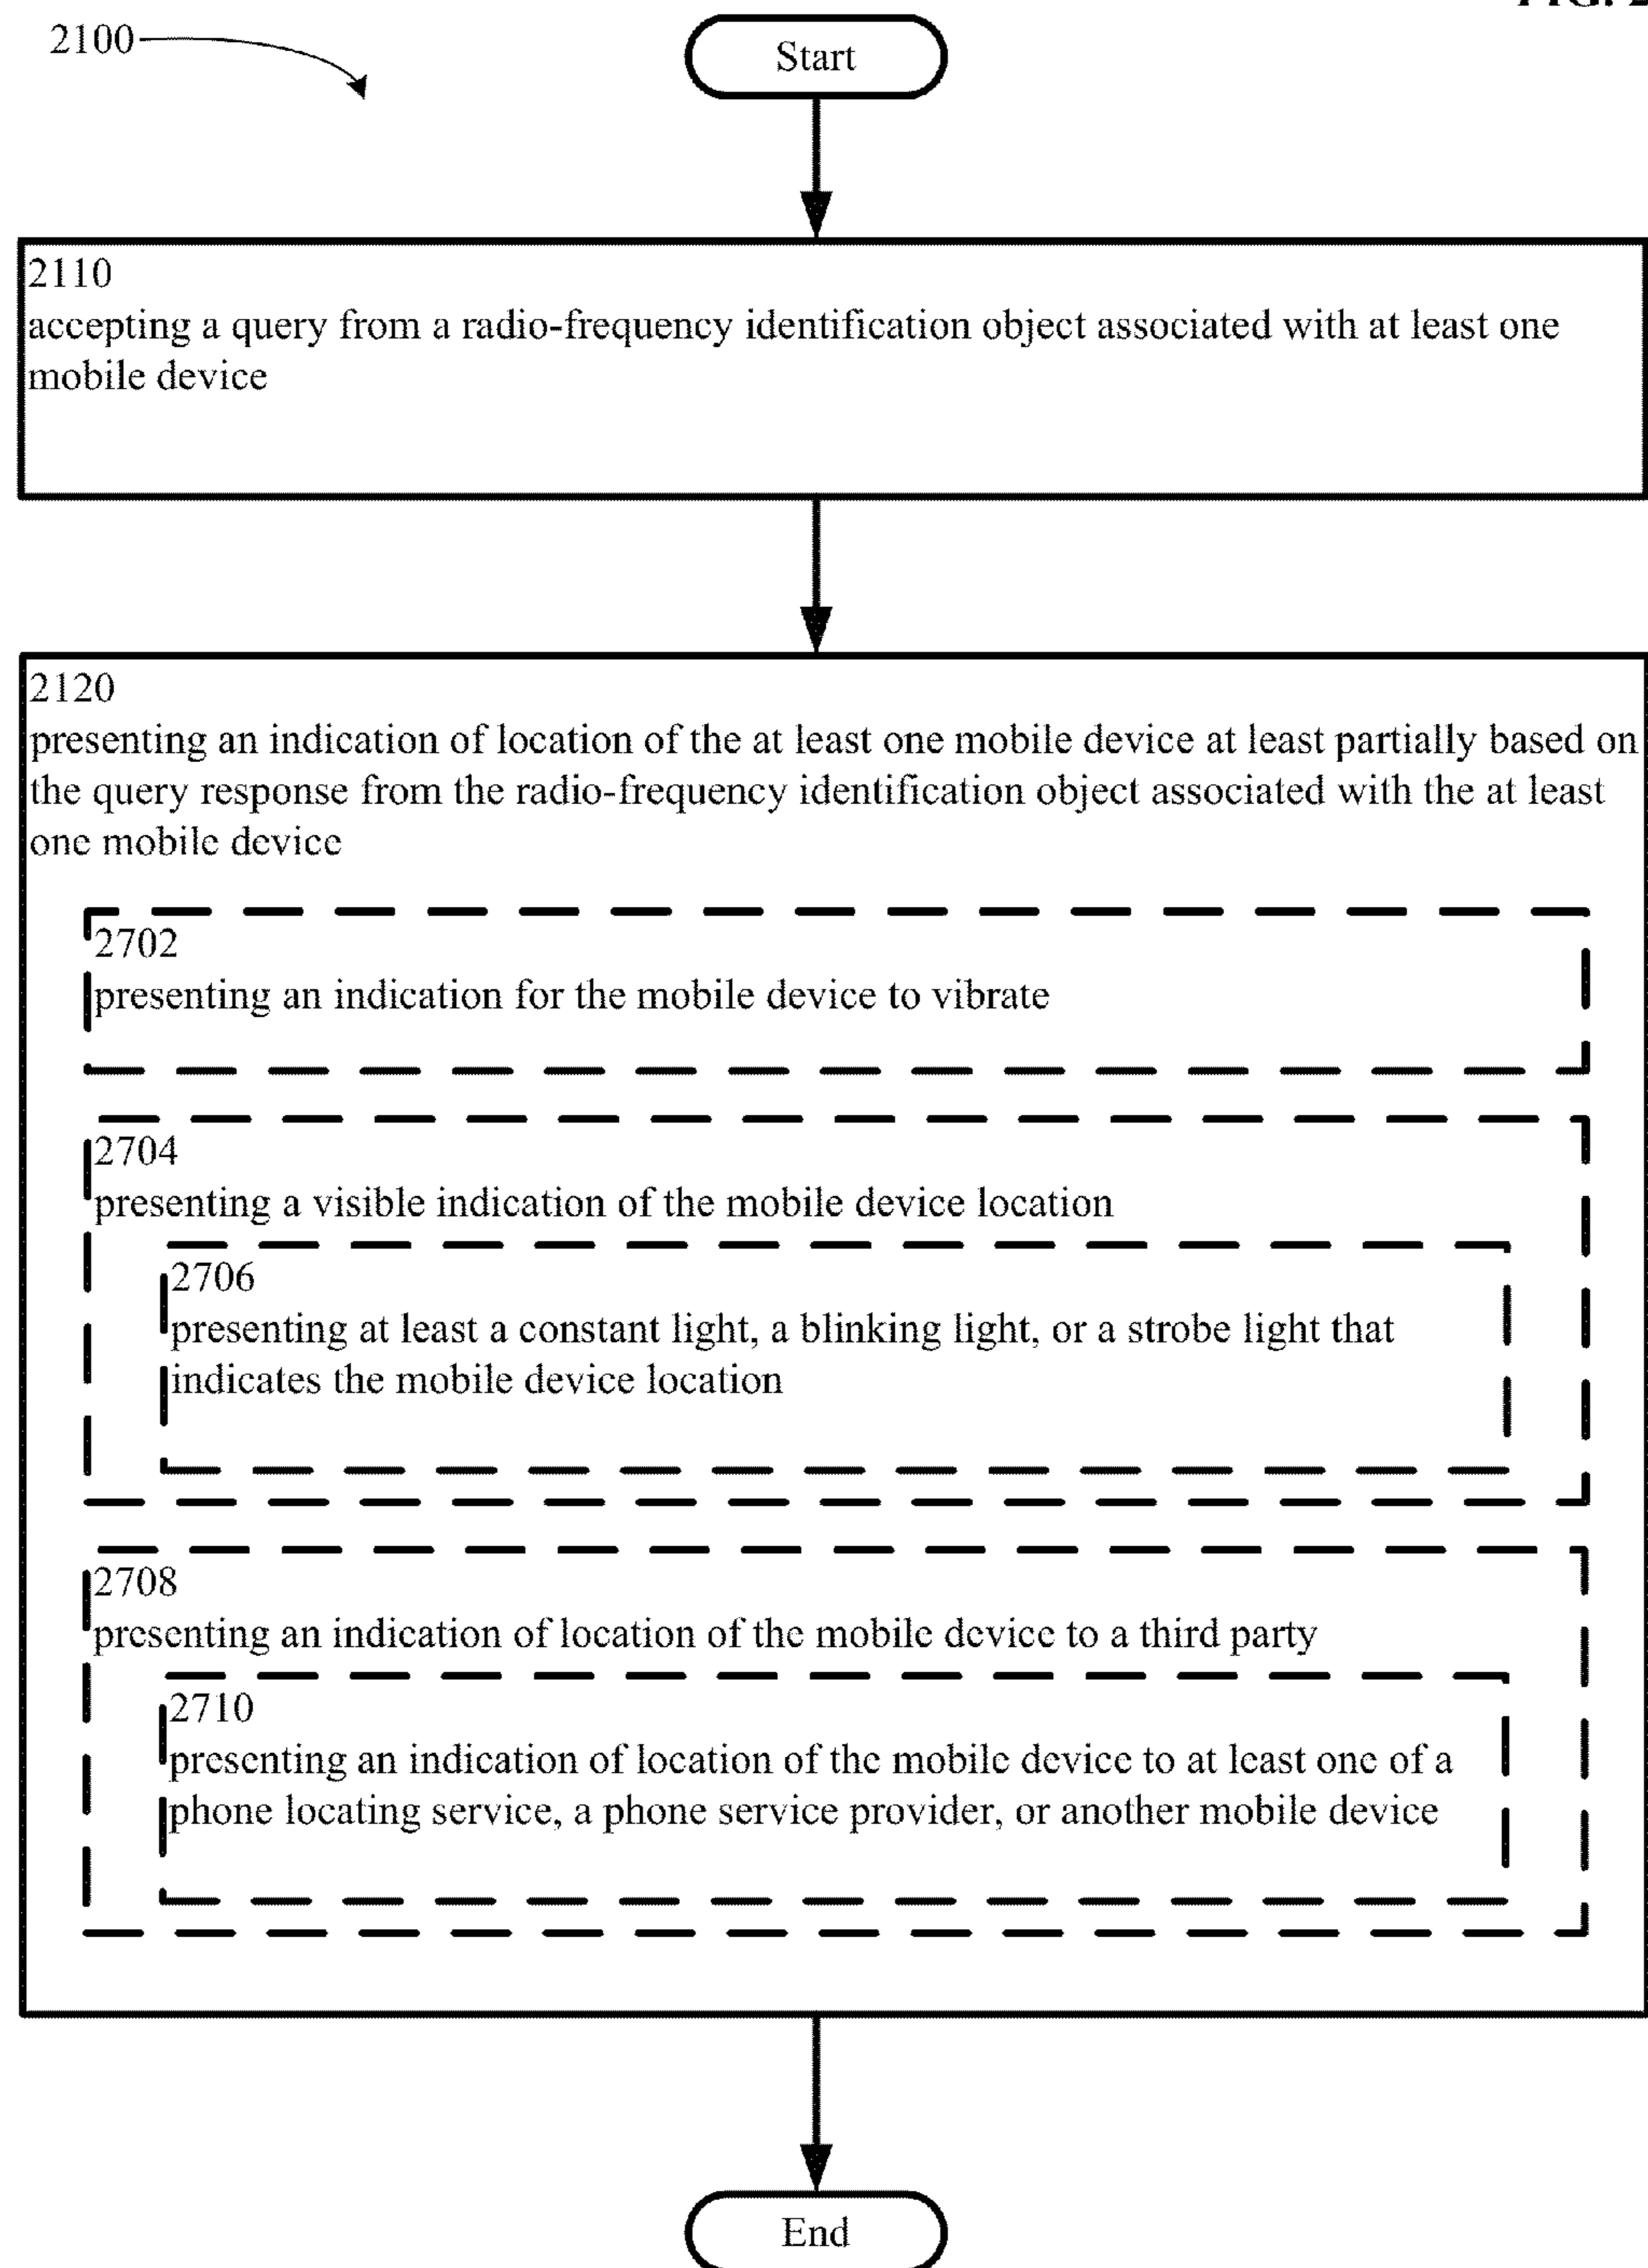 2100
Start
2110
accepting a query from a radio-frequency identification object associated with at least one
mobile device
2120
presenting an indication of location of the at least one mobile device at least partially based on
the query response from the radio-frequency identification object associated with the at least
one mobile device
2702
presenting an indication for the mobile device to vibrate
2704
presenting a visible indication of the mobile device location
2706
presenting at least a constant light, a blinking light, or a strobe light that
indicates the mobile device location
2708
presenting an indication of location of the mobile device to a third party
2710
presenting an indication of location of the mobile device to at least one of a
phone locating service, a phone service provider, or another mobile device
End